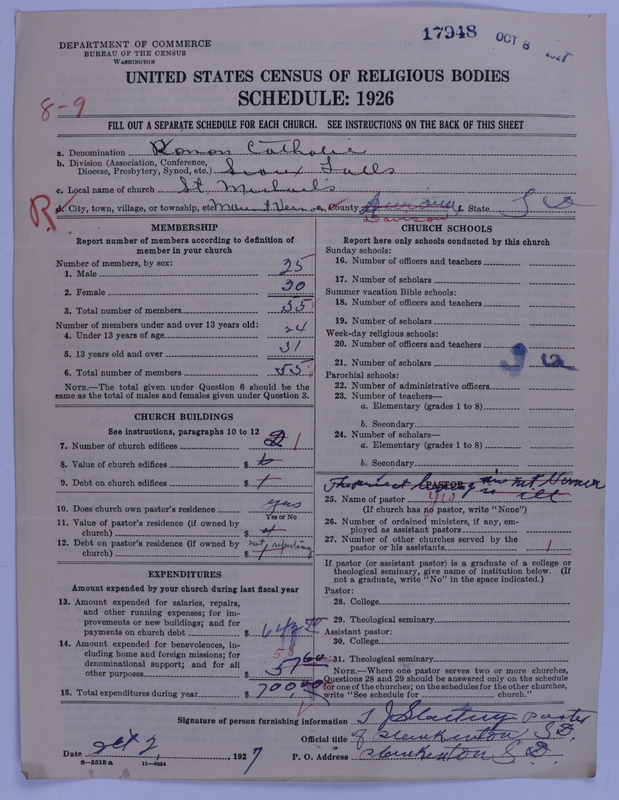 DEPARTMENT OF COMMERCE
BUREAU OF THE CENSUS
WASHINGTON
17948 OCT 8
UNITED STATES CENSUS OF RELIGIOUS BODIES
SCHEDULE: 1926
8-9
FILL OUT A SEPARATE SCHEDULE FOR EACH CHURCH. SEE INSTRUCTIONS ON THE BACK OF THIS SHEET
a. Denomination Roman Catholic
b. Division (Association, Conference, Diocese, Presbytery, Synod, etc.) Sioux Falls
c. Local name of church St. Michael's
R d. City, town, village, or township, etc. Mount Vernon, County Davison State S D
MEMBERSHIP
Report number of members according to definition of member in your church
Number of members, by sex:
1. Male 25
2. Female 30
3. Total number of members 55
Number of members under and over 13 years old:
4. Under 13 years of age 24
5. 13 years old and over 31
6. Total number of members 55
NOTE.—The total given under Question 6 should be the same as the total of males and females given under Question 3.
CHURCH BUILDINGS
See instructions, paragraphs 10 to 12
7. Number of church edifices 1
8. Value of church edifices $
9. Debt on church edifices $
10. Does church own pastor's residence yes
Yes or No
11. Value of pastor's residence (if owned by church) $
12. Debt on pastor's residence (if owned by church) $ not reporting
EXPENDITURES
Amount expended by your church during last fiscal year
13. Amount expended for salaries, repairs, and other running expenses; for improvements or new buildings; and for payments on church debt $ 642
14. Amount expended for benevolences, including home and foreign missions; for denominational support; and for all other purposes $ 57 60
58
15. Total expenditures during year $ 700,00
CHURCH SCHOOLS
Report here only schools conducted by this church
Sunday schools:
16. Number of officers and teachers
17. Number of scholars
Summer vacation Bible schools:
18. Number of officers and teachers
19. Number of scholars
Week-day religious schools:
20. Number of officers and teachers
21. Number of scholars
Parochial schools:
22. Number of administrative officers
23. Number of teachers—
a. Elementary (grades 1 to 8)
b. Secondary
24. Number of scholars—
a. Elementary (grades 1 to 8)
b. Secondary
PASTOR
Mt Vernon
is ill
25. Name of pastor yes
(If church has no pastor, write "None")
26. Number of ordained ministers, if any, employed as assistant pastors
27. Number of other churches served by the pastor or his assistants 1
If pastor (or assistant pastor) is a graduate of a college or theological seminary, give name of institution below. (If not a graduate, write "No" in the space indicated.)
Pastor:
28. College
29. Theological seminary
Assistant pastor:
30. College
31. Theological seminary
NOTE.—Where one pastor serves two or more churches, Questions 28 and 29 should be answered only on the schedule for one of the churches; on the schedules for the other churches, write "See schedule for church."
Signature of person furnishing information pastor
Official title of Plankinton S D.
Date Oct 2, 1927 P. O. Address Plankinton S D.
8—5518 a 11—9034